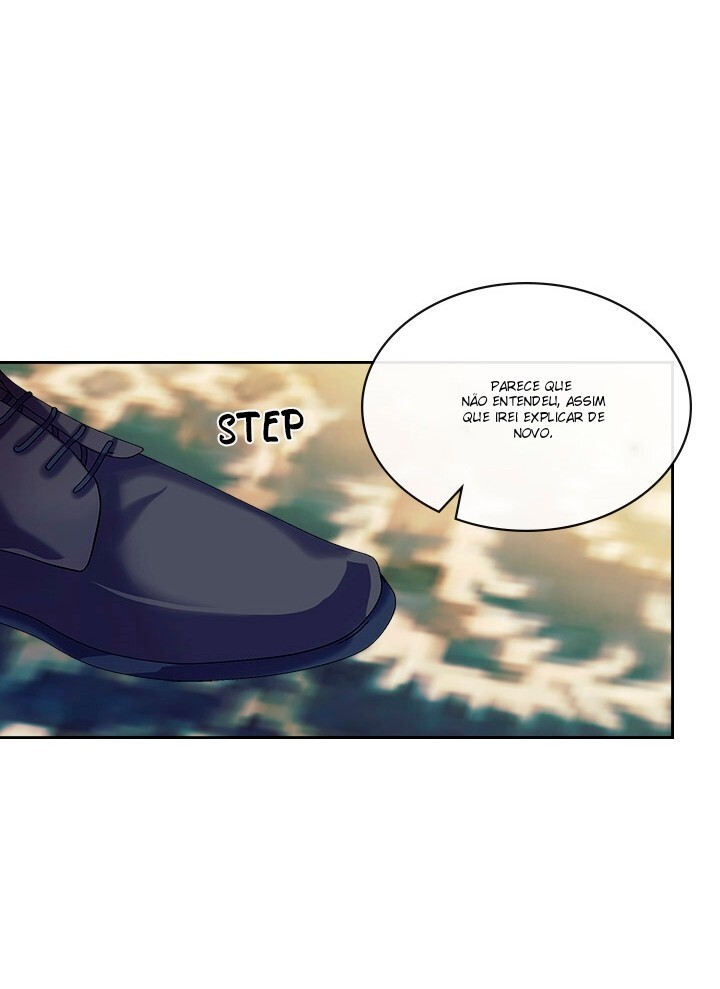 PARECE QUE
NÃO ENTENDEU, ASSIM
QUE IREI EXPLICAR DE
NOVO.
STEP